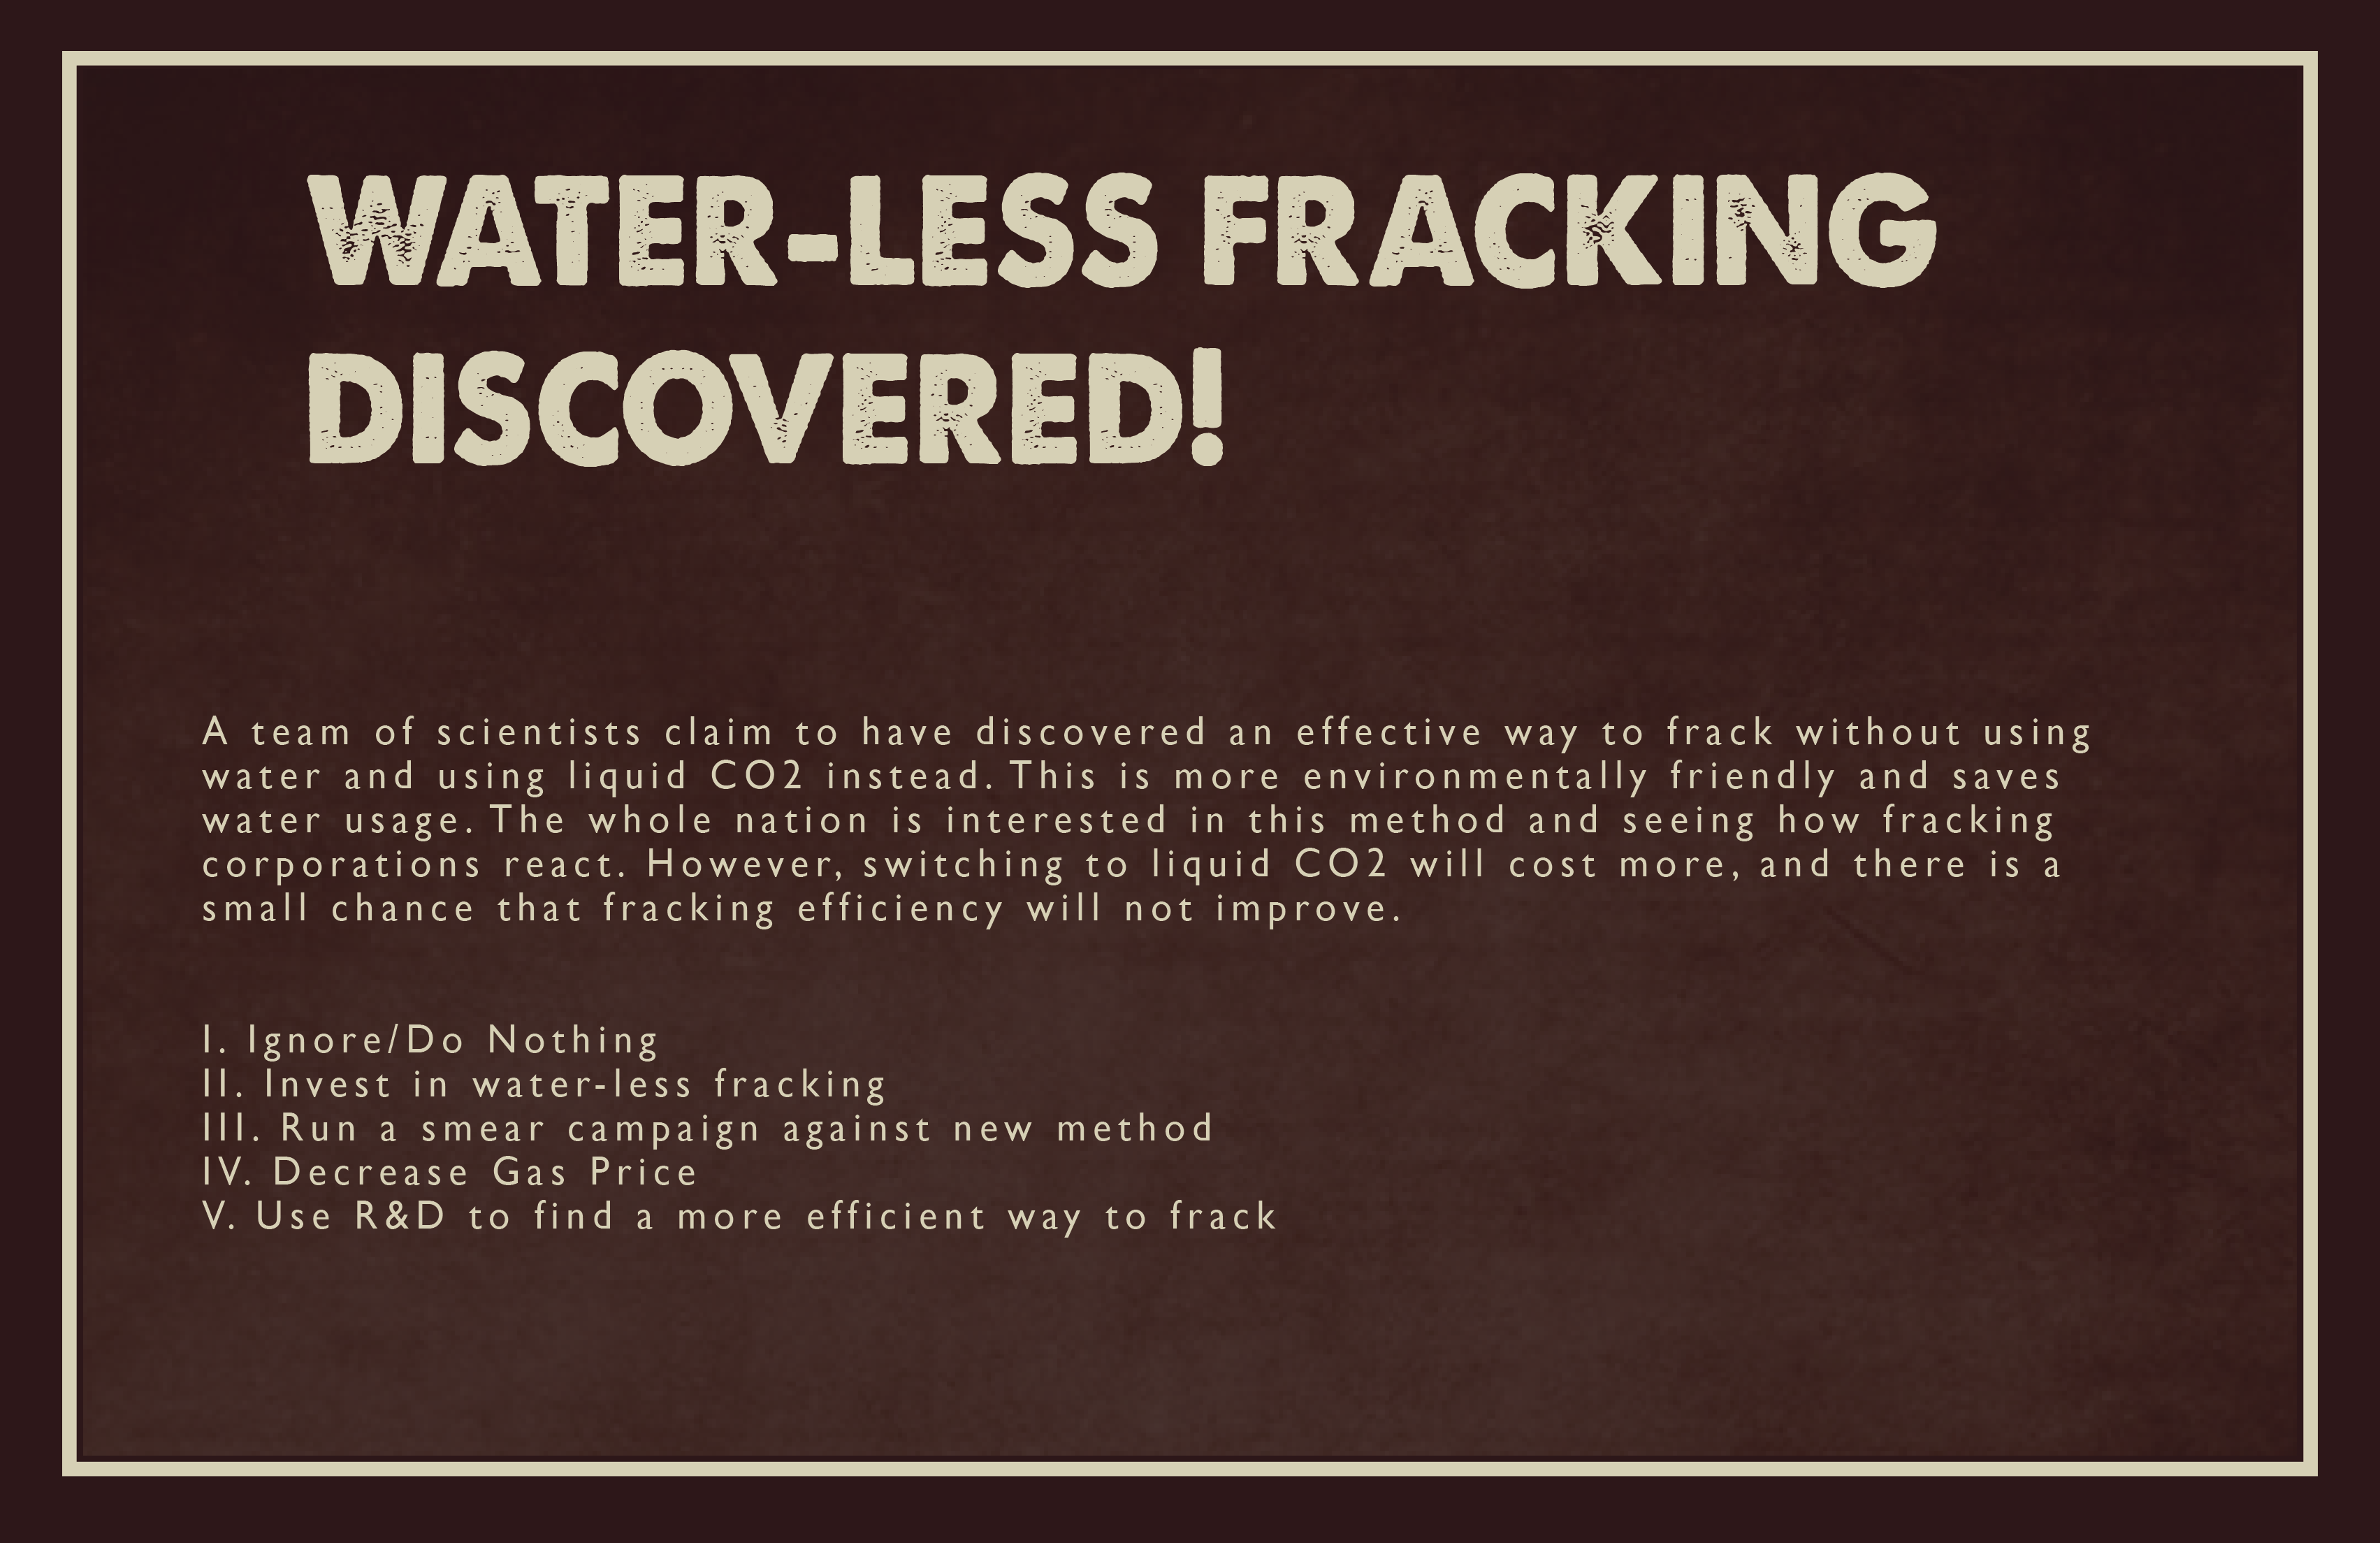 WATER-LESS FRACKING
DISCOVERED!
A team of scientists claim to have discovered an effective way to frack without using
water and using liquid CO2 instead. This is more environmentally friendly and saves
water usage. The whole nation is interested in this method and seeing how fracking
corporations react. However, switching to liquid CO2 will cost more, and there is a
small chance that fracking efficiency will not improve.
I. Ignore/Do Nothing
II. Invest in water-less fracking
III. Run a smear campaign against new method
IV. Decrease Gas Price
V. Use R&D to find a more efficient way to frack